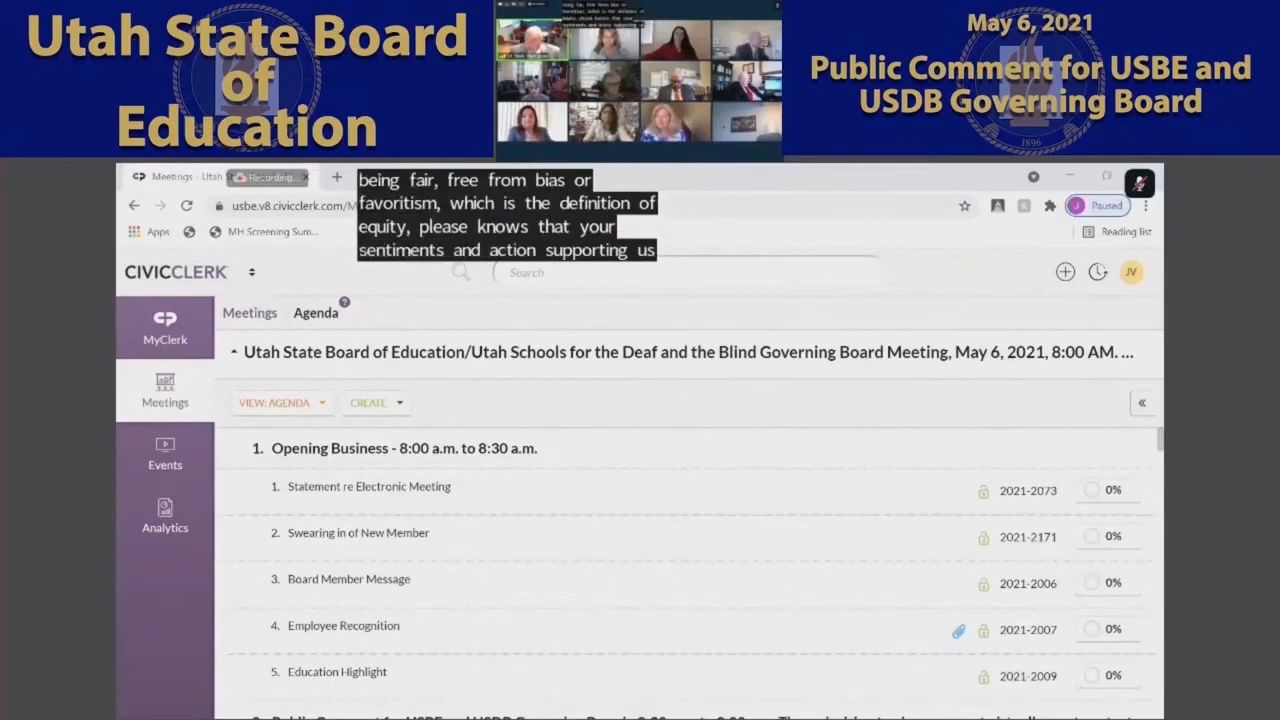 Utah State Board
of
Education
May 6, 2021
Public Comment for USBE and
USDB Governing Board
1896
Meetings - Utah S
Recording...
being fair, free from bias or
favoritism, which is the definition of
equity, please knows that your
sentiments and action supporting us
usbe.v8.civicclerk.com/M
J Paused
Apps
MH Screening Sum...
Reading list
CIVICCLERK
Search
JV
MyClerk
Meetings
Events
Analytics
Meetings Agenda ?
Utah State Board of Education/Utah Schools for the Deaf and the Blind Governing Board Meeting, May 6, 2021, 8:00 AM. ...
VIEW: AGENDA CREATE
1. Opening Business - 8:00 a.m. to 8:30 a.m.
1. Statement re Electronic Meeting 2021-2073 0%
2. Swearing in of New Member 2021-2171 0%
3. Board Member Message 2021-2006 0%
4. Employee Recognition 2021-2007 0%
5. Education Highlight 2021-2009 0%